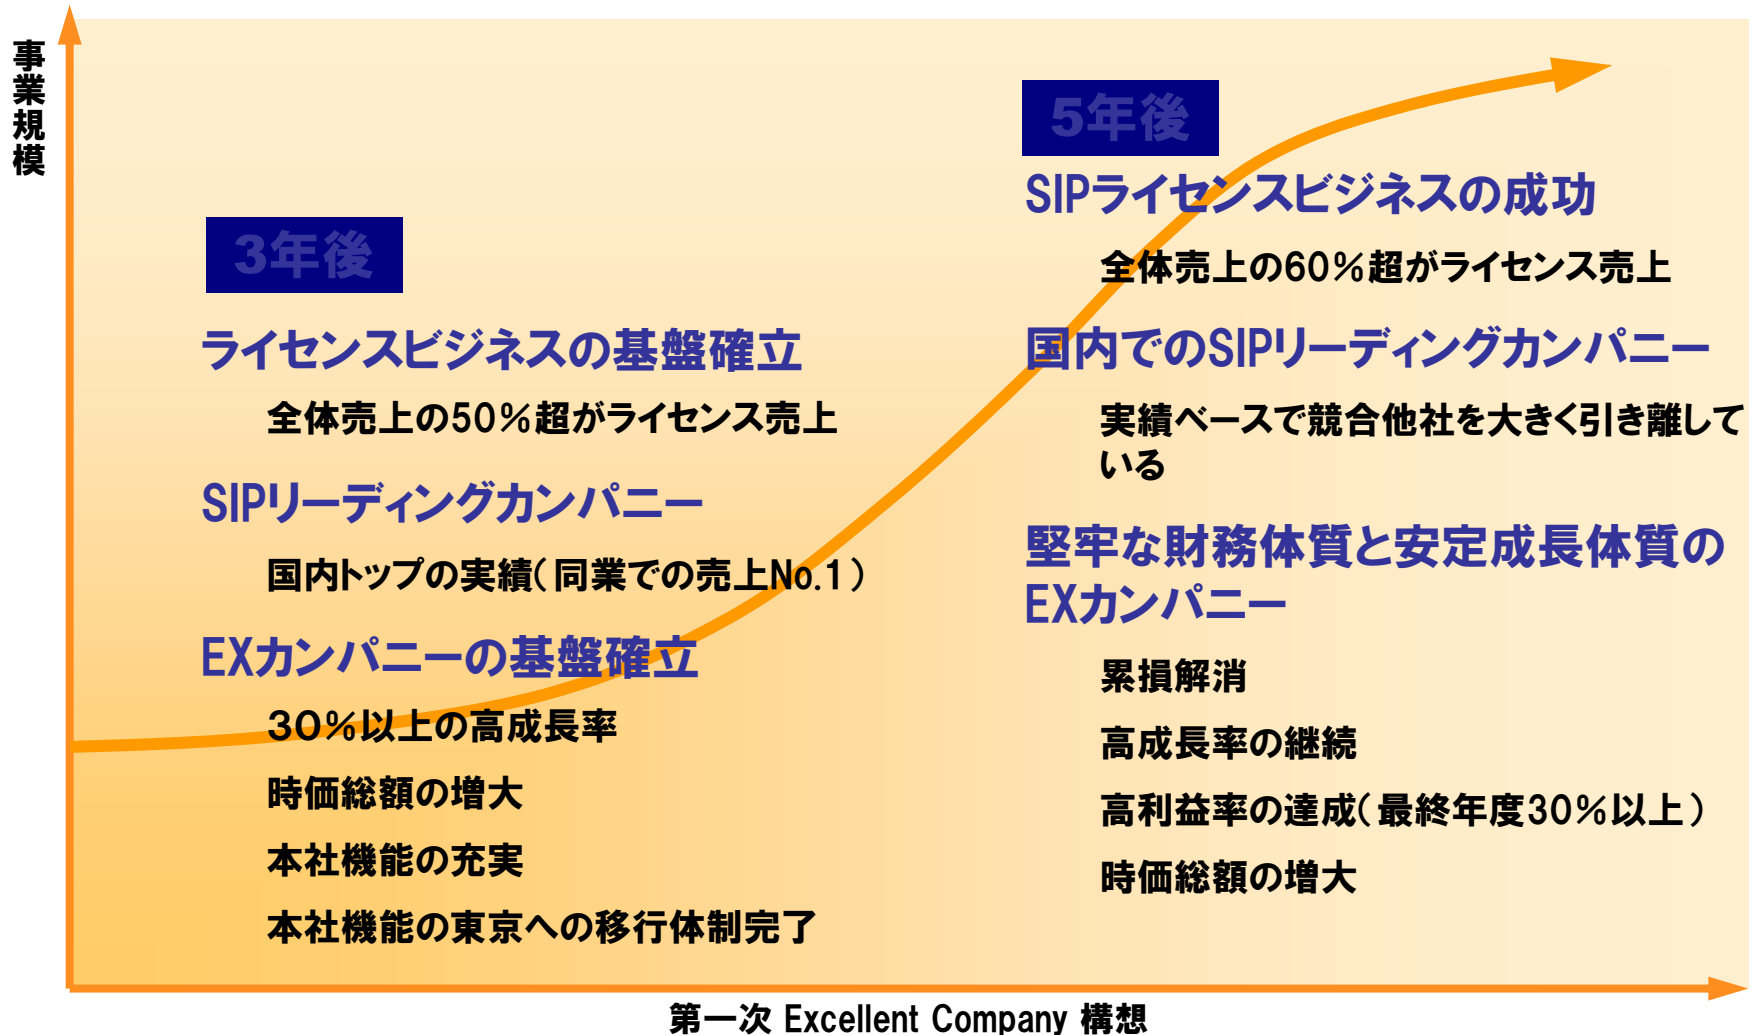 事業規模
3年後
ライセンスビジネスの基盤確立
全体売上の50％超がライセンス売上
SIPリーディングカンパニー
国内トップの実績（同業での売上No.1）
EXカンパニーの基盤確立
３０％以上の高成長率
時価総額の増大
本社機能の充実
本社機能の東京への移行体制完了
5年後
SIPライセンスビジネスの成功
全体売上の60％超がライセンス売上
国内でのSIPリーディングカンパニー
実績ベースで競合他社を大きく引き離して
いる
堅牢な財務体質と安定成長体質の
EXカンパニー
累損解消
高成長率の継続
高利益率の達成（最終年度30％以上）
時価総額の増大
第一次 Excellent Company 構想